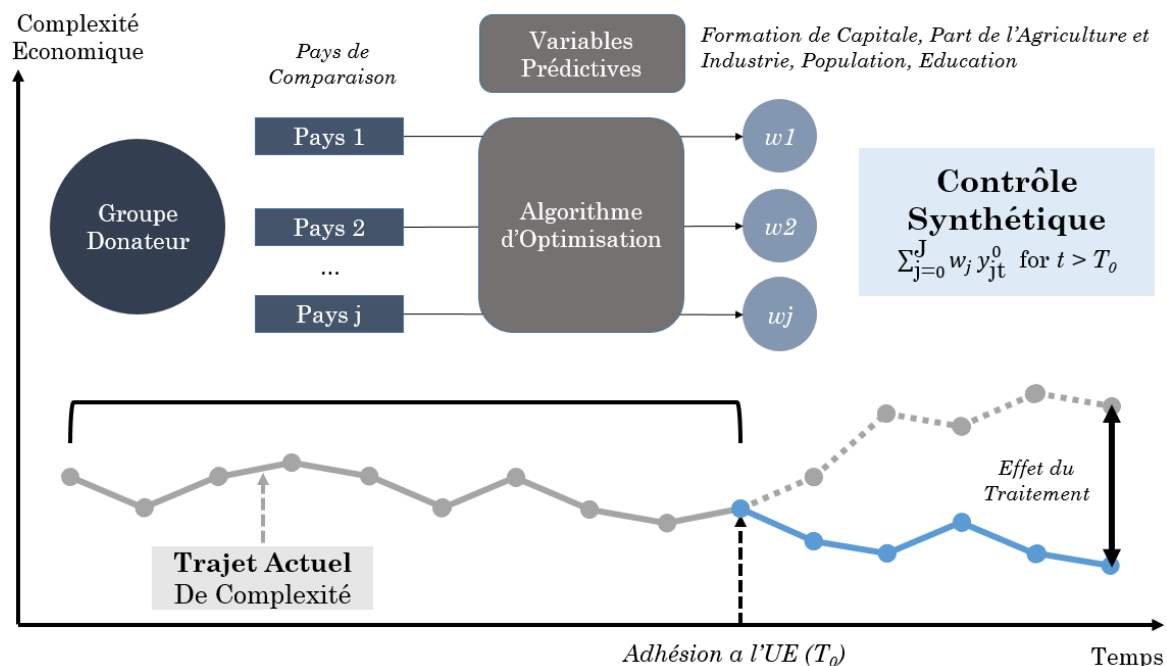 Complexité
Economique
Pays de
Comparaison
Variables
Prédictives
Formation de Capitale, Part de l'Agriculture et
Industrie, Population, Education
Groupe
Donateur
Pays 1
Pays 2
...
Pays j
Algorithme
d'Optimisation
w1
w2
wj
Contrôle
Synthétique
∑ᴶⱼ₌₀ wⱼ y⁰ⱼₜ for t > T₀
Trajet Actuel
De Complexité
Effet du
Traitement
Adhésion a l'UE (T₀)
Temps